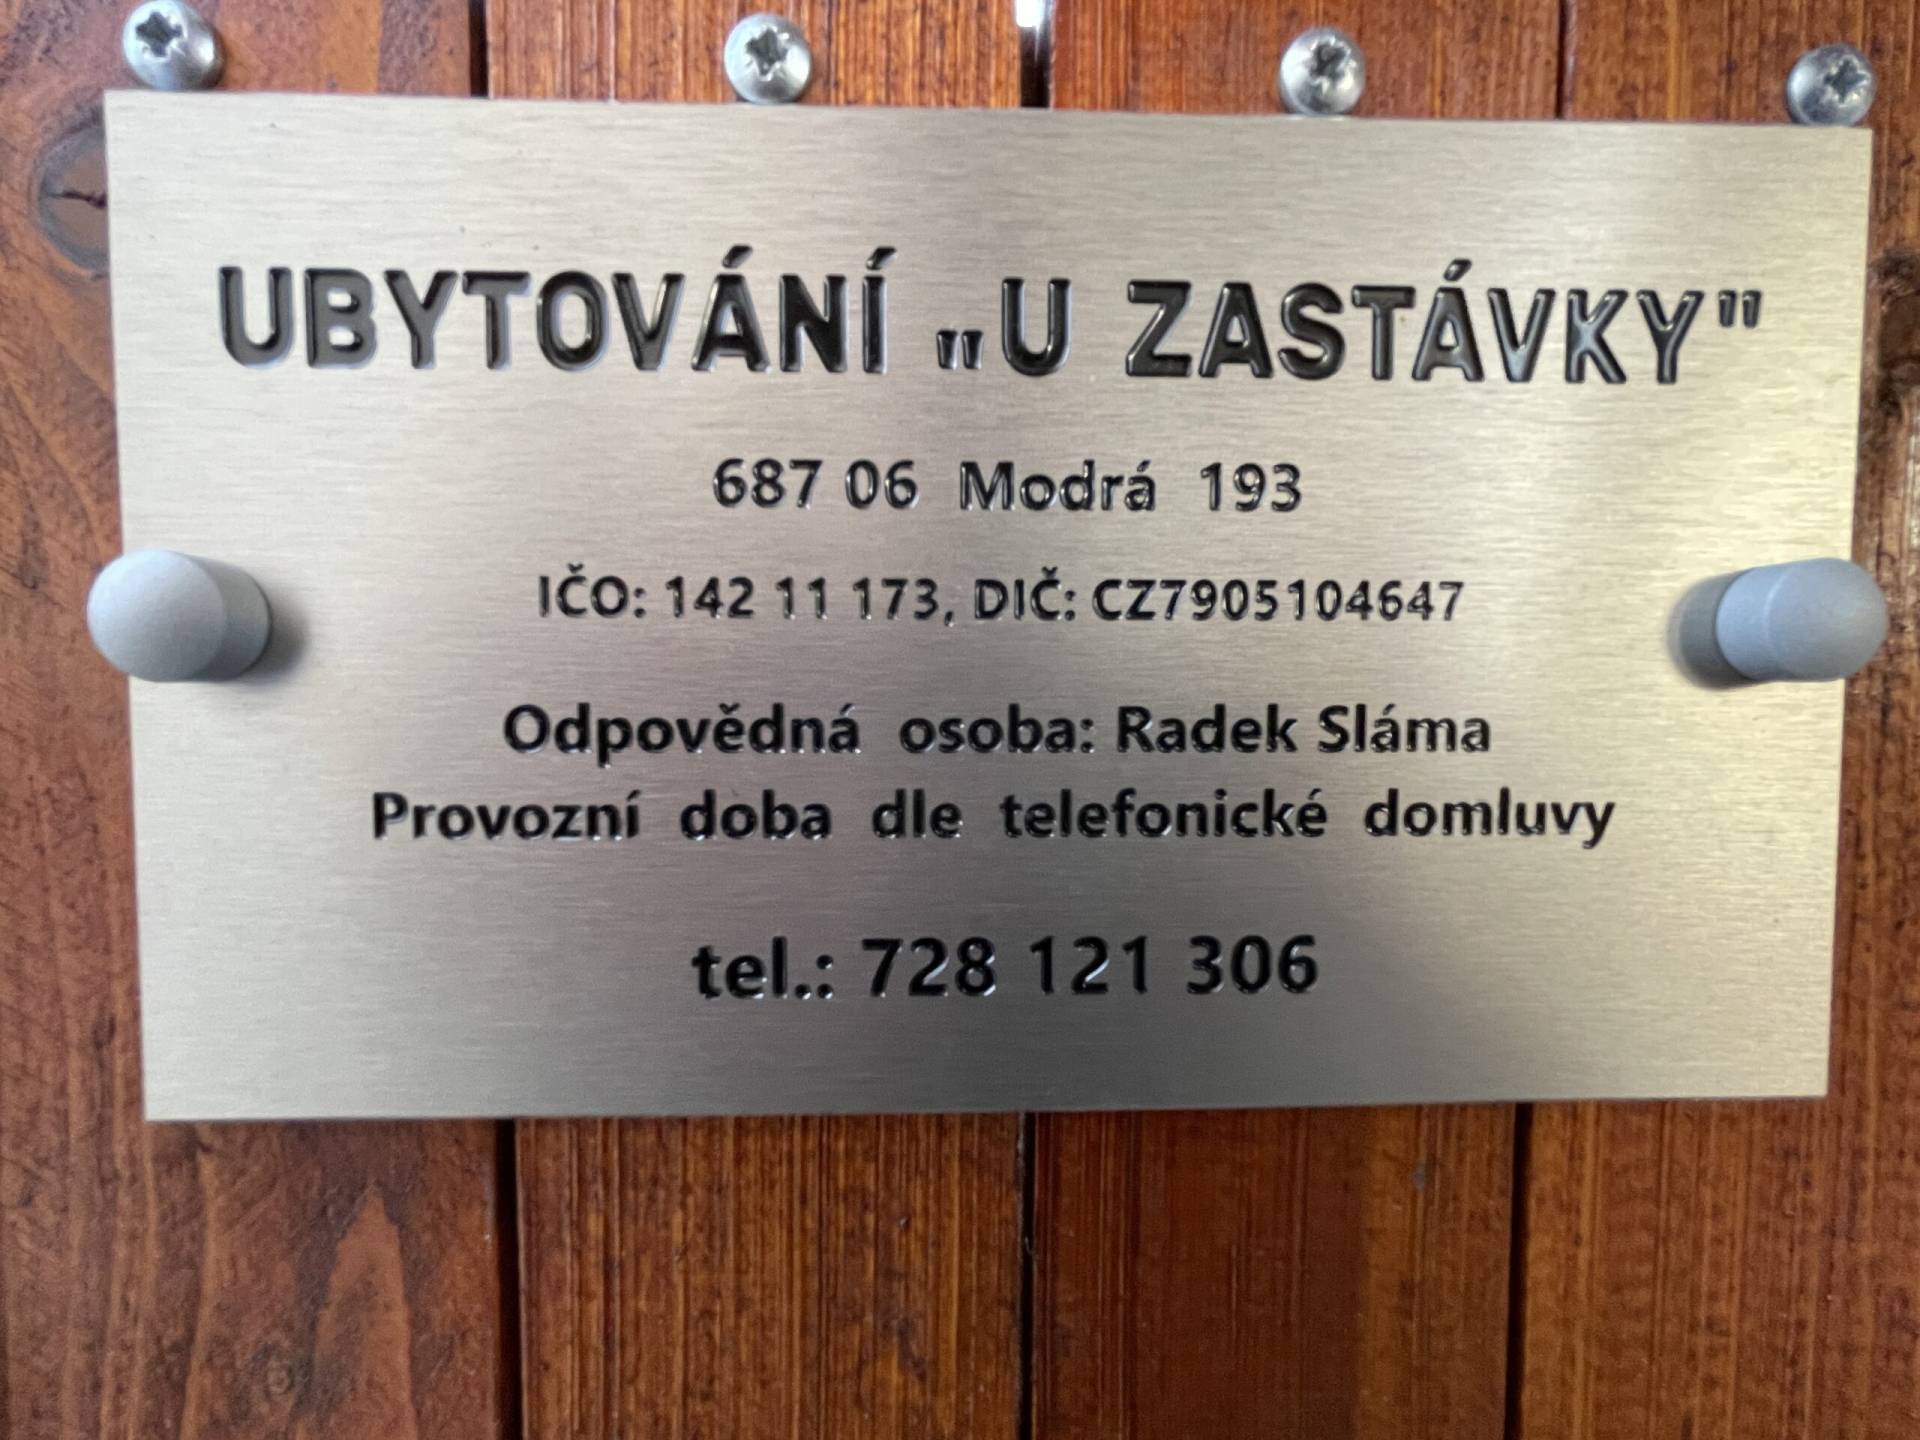 UBYTOVÁNÍ „U ZASTÁVKY"
687 06 Modrá 193
IČO: 142 11 173, DIČ: CZ7905104647
Odpovědná osoba: Radek Sláma
Provozní doba dle telefonické domluvy
tel.: 728 121 306